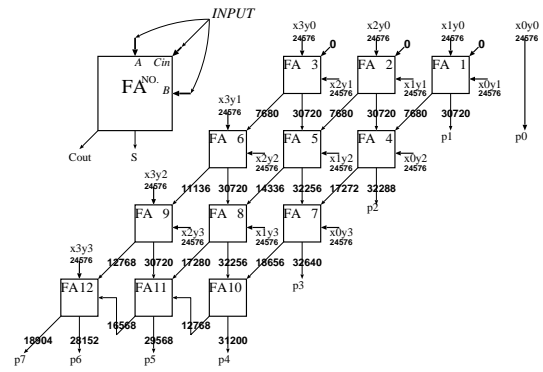 INPUT
x3y0 x2y0 x1y0 x0y0
24576 24576 24576 24576
A Cin 0 0 0
FA NO. FA 3 FA 2 FA 1
B x2y1 x1y1 x0y1
24576 24576 24576
x3y1 7680 30720 7680 30720 7680 30720
24576 p1 p0
Cout S FA 6 FA 5 FA 4
x2y2 x1y2 x0y2
24576 24576 24576
x3y2 11136 30720 14336 32256 17272 32288
24576 p2
FA 9 FA 8 FA 7
x2y3 x1y3 x0y3
24576 24576 24576
x3y3 12768 30720 17280 32256 18656 32640
24576 p3
FA12 FA11 FA10
16568 12768
18904 28152 29568 31200
p7 p6 p5 p4